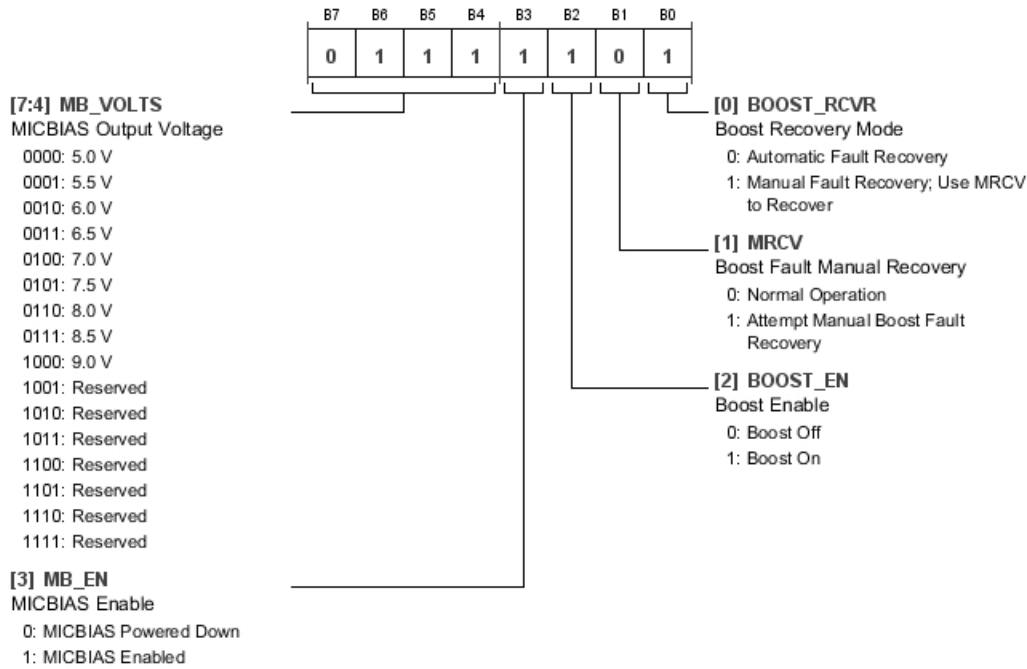 B7 B6 B5 B4 B3 B2 B1 B0
0 1 1 1 1 1 0 1
[7:4] MB_VOLTS
MICBIAS Output Voltage
0000: 5.0 V
0001: 5.5 V
0010: 6.0 V
0011: 6.5 V
0100: 7.0 V
0101: 7.5 V
0110: 8.0 V
0111: 8.5 V
1000: 9.0 V
1001: Reserved
1010: Reserved
1011: Reserved
1100: Reserved
1101: Reserved
1110: Reserved
1111: Reserved
[3] MB_EN
MICBIAS Enable
0: MICBIAS Powered Down
1: MICBIAS Enabled
[0] BOOST_RCVR
Boost Recovery Mode
0: Automatic Fault Recovery
1: Manual Fault Recovery; Use MRCV
to Recover
[1] MRCV
Boost Fault Manual Recovery
0: Normal Operation
1: Attempt Manual Boost Fault
Recovery
[2] BOOST_EN
Boost Enable
0: Boost Off
1: Boost On